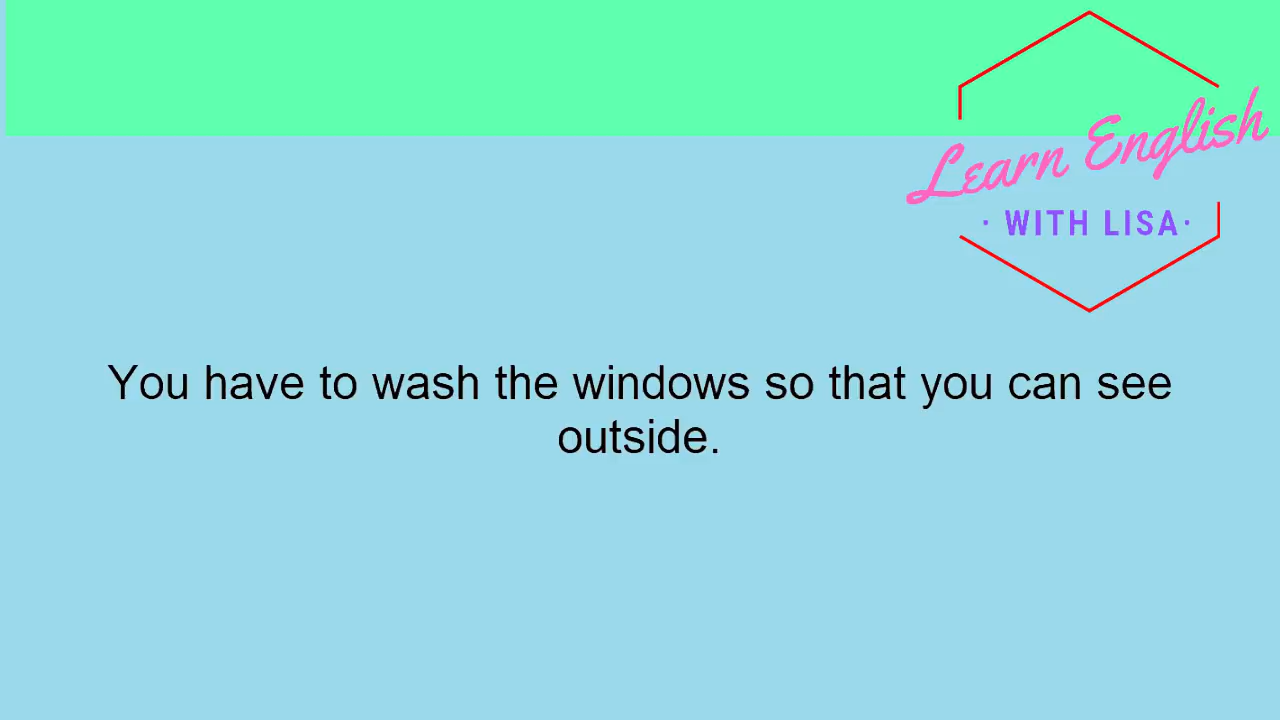 Learn English
· WITH LISA·
You have to wash the windows so that you can see
outside.